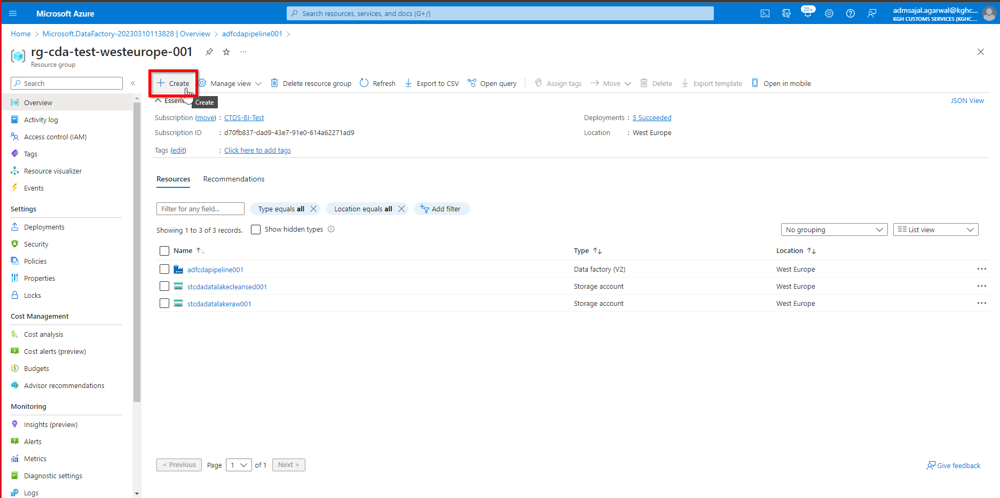 Microsoft Azure
Search resources, services, and docs (G+/)
20+
admsajal.agarwal@kghc...
KGH CUSTOMS SERVICES (KGHC....
Home > Microsoft.DataFactory-20230310113828 | Overview > adfcdapipeline001 >
rg-cda-test-westeurope-001
Resource group
Search
Create
Manage view
Delete resource group
Refresh
Export to CSV
Open query
Assign tags
Move
Delete
Export template
Open in mobile
Create
Essen
JSON View
Subscription (move) : CTDS-BI-Test
Deployments : 5 Succeeded
Subscription ID : d70fb837-dad9-43e7-91e0-614a62271ad9
Location : West Europe
Tags (edit) : Click here to add tags
Overview
Activity log
Access control (IAM)
Tags
Resource visualizer
Events
Settings
Deployments
Security
Policies
Properties
Locks
Cost Management
Cost analysis
Cost alerts (preview)
Budgets
Advisor recommendations
Monitoring
Insights (preview)
Alerts
Metrics
Diagnostic settings
Logs
Resources Recommendations
Filter for any field...
Type equals all
Location equals all
Add filter
Showing 1 to 3 of 3 records.
Show hidden types
No grouping
List view
Name Type Location
adfcdapipeline001 Data factory (V2) West Europe
stcdadatalakecleansed001 Storage account West Europe
stcdadatalakeraw001 Storage account West Europe
< Previous Page 1 of 1 Next >
Give feedback